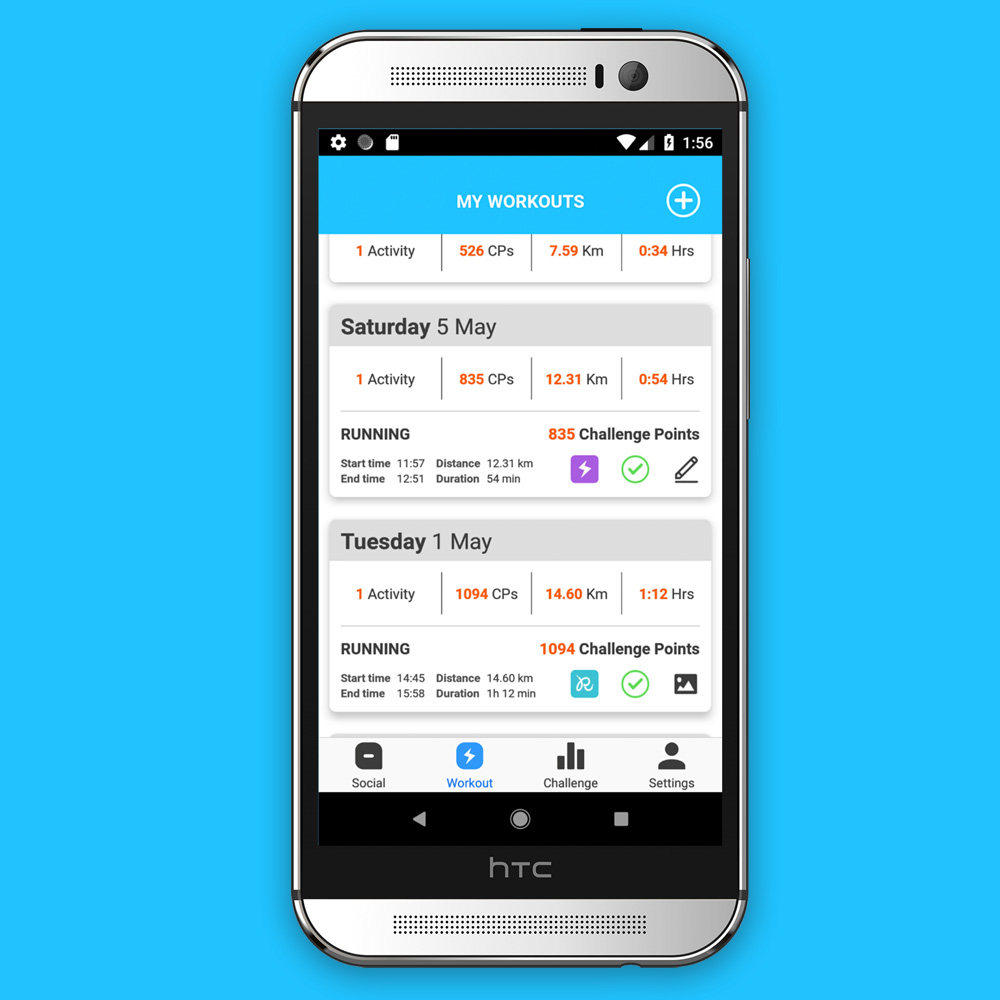 1:56
MY WORKOUTS
1 Activity 526 CPs 7.59 Km 0:34 Hrs
Saturday 5 May
1 Activity 835 CPs 12.31 Km 0:54 Hrs
RUNNING 835 Challenge Points
Start time 11:57 Distance 12.31 km
End time 12:51 Duration 54 min
Tuesday 1 May
1 Activity 1094 CPs 14.60 Km 1:12 Hrs
RUNNING 1094 Challenge Points
Start time 14:45 Distance 14.60 km
End time 15:58 Duration 1h 12 min
Social Workout Challenge Settings
hTC